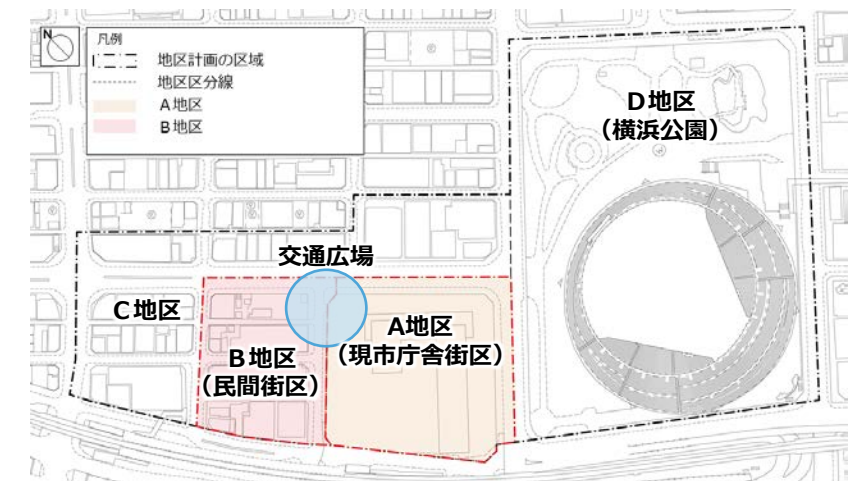 N
凡例
地区計画の区域
地区区分線
A地区
B地区
D地区
（横浜公園）
交通広場
C地区
A地区
（現市庁舎街区）
B地区
（民間街区）